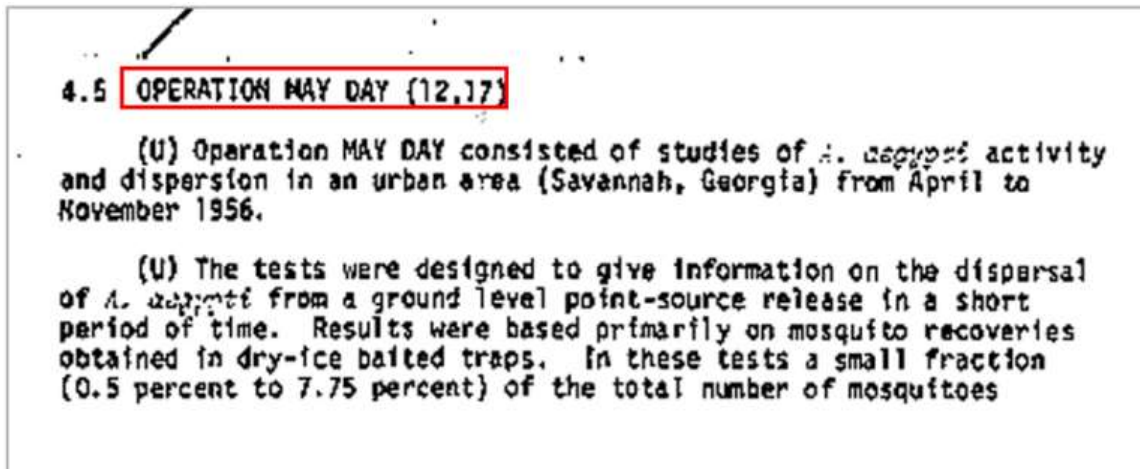 4.5 OPERATION MAY DAY (12,17)
(U) Operation MAY DAY consisted of studies of A. aegypti activity
and dispersion in an urban area (Savannah, Georgia) from April to
November 1956.
(U) The tests were designed to give information on the dispersal
of A. aegypti from a ground level point-source release in a short
period of time. Results were based primarily on mosquito recoveries
obtained in dry-ice baited traps. In these tests a small fraction
(0.5 percent to 7.75 percent) of the total number of mosquitoes